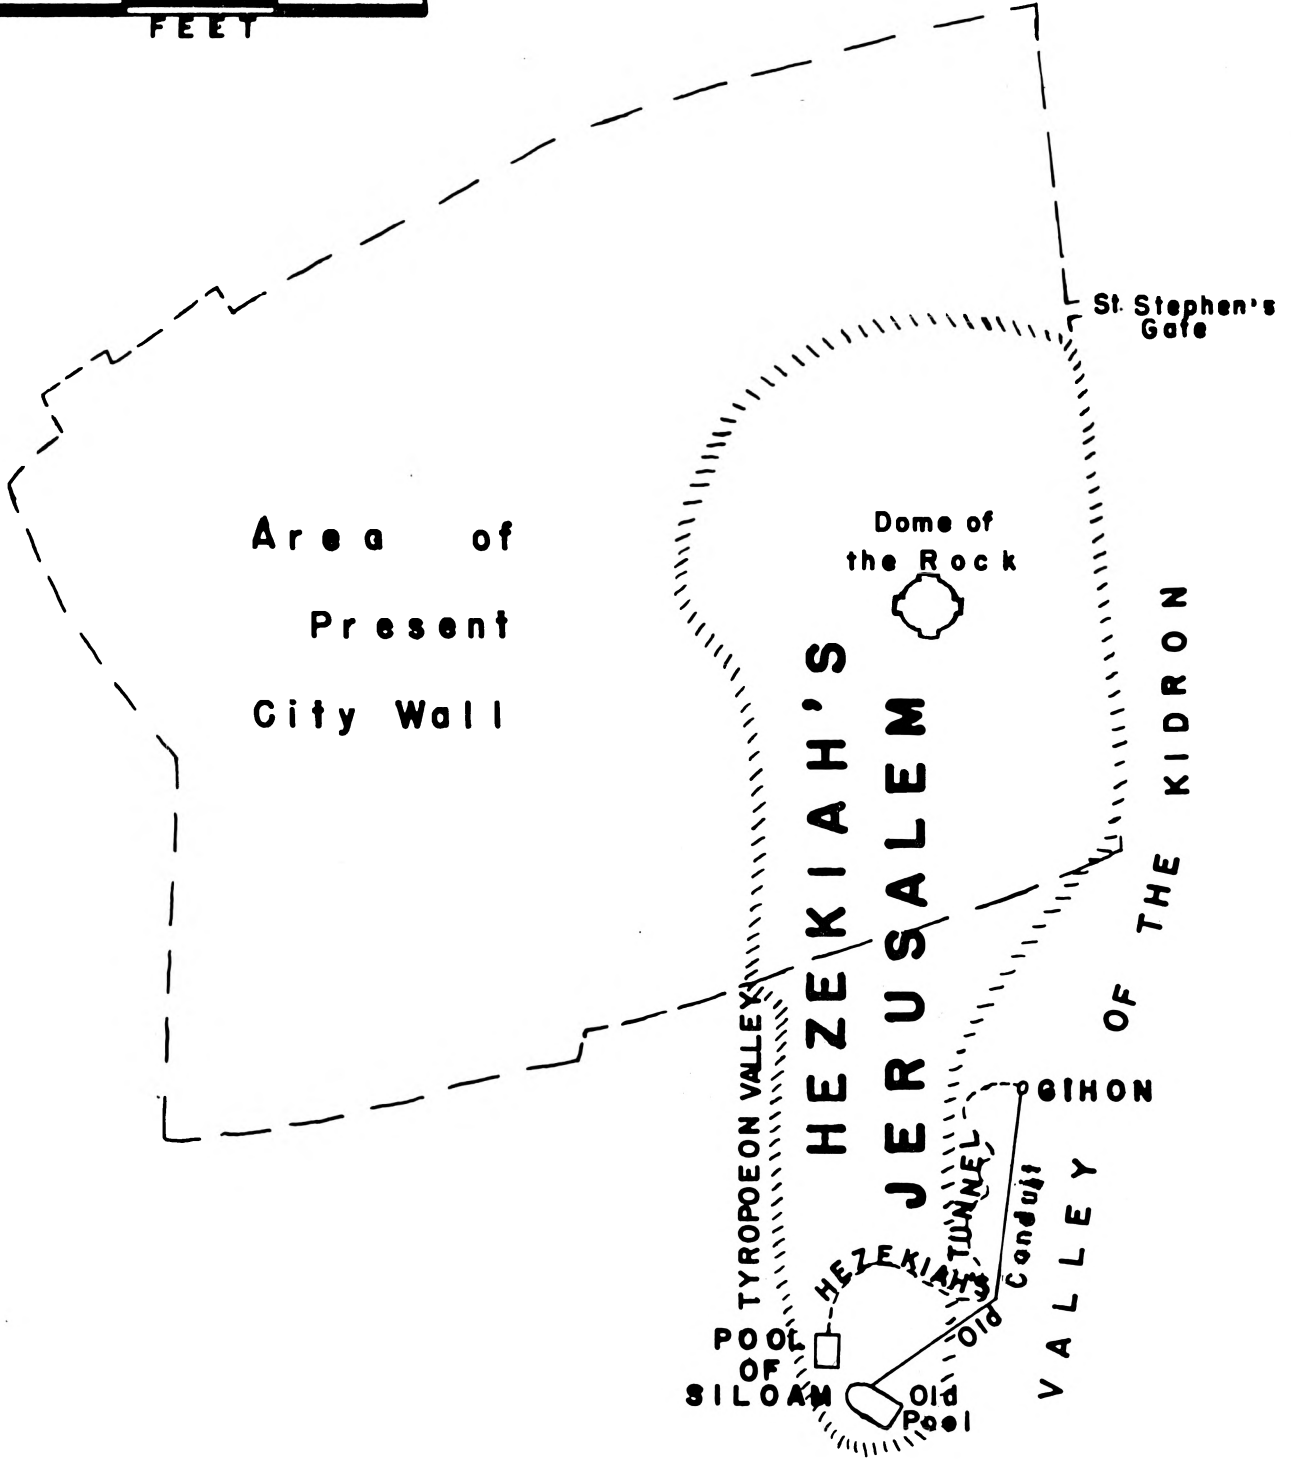 FEET
St. Stephen's
Gate
Area of
Present
City Wall
Dome of
the Rock
HEZEKIAH'S
JERUSALEM
VALLEY OF THE KIDRON
TYROPOEON VALLEY
GIHON
HEZEKIAH'S TUNNEL
Old Conduit
POOL
OF
SILOAM
Old
Pool